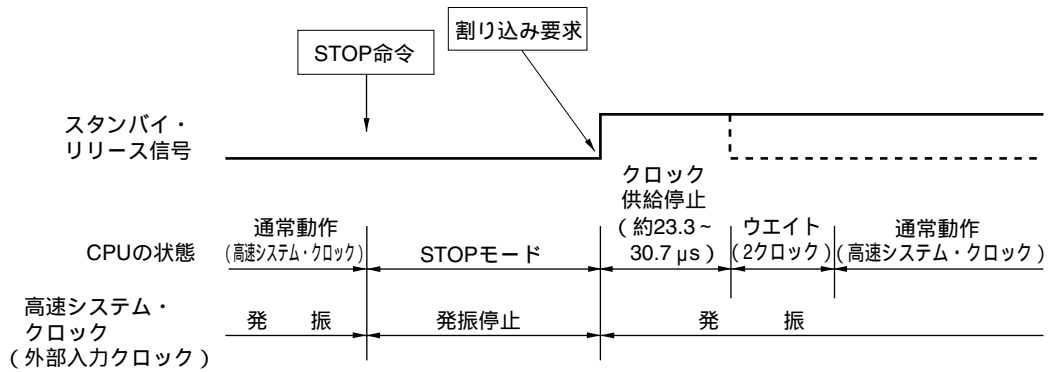 割り込み要求
STOP命令
スタンバイ・
リリース信号
クロック
供給停止
（約23.3～
30.7 μs）
ウエイト
（2クロック）
通常動作
（高速システム・クロック）
CPUの状態
通常動作
（高速システム・クロック）
STOPモード
高速システム・
クロック
（外部入力クロック）
発　振
発振停止
発　振